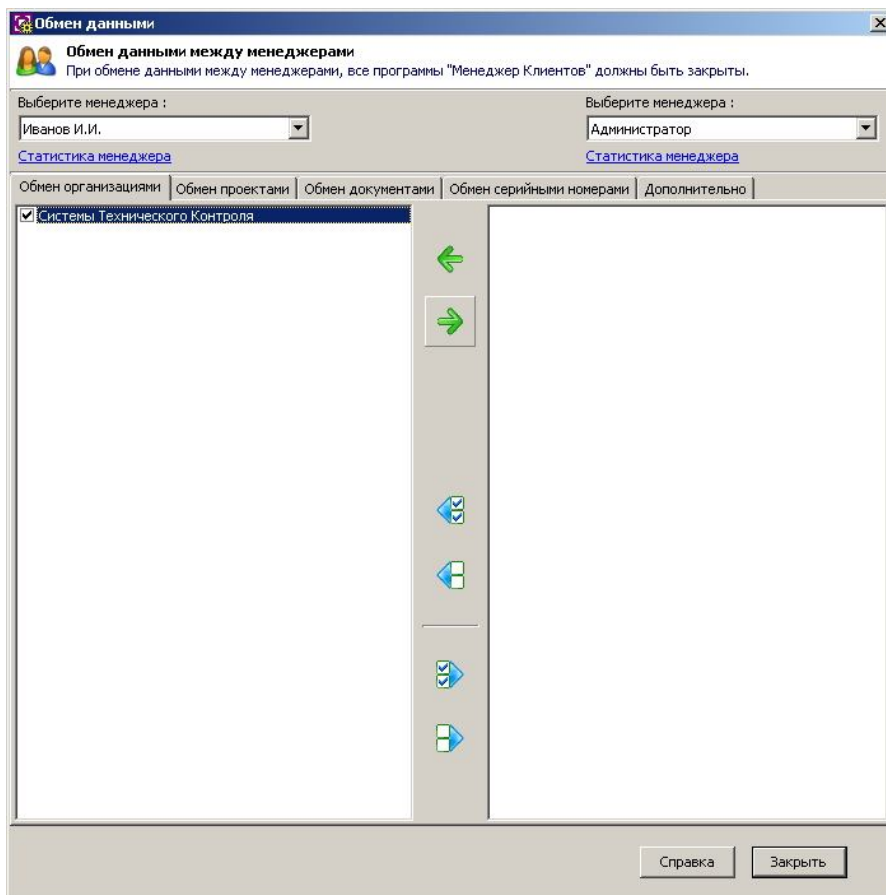 Обмен данными
Обмен данными между менеджерами
При обмене данными между менеджерами, все программы "Менеджер Клиентов" должны быть закрыты.
Выберите менеджера : Выберите менеджера :
Иванов И.И. Администратор
Статистика менеджера Статистика менеджера
Обмен организациями Обмен проектами Обмен документами Обмен серийными номерами Дополнительно
Системы Технического Контроля
Справка Закрыть